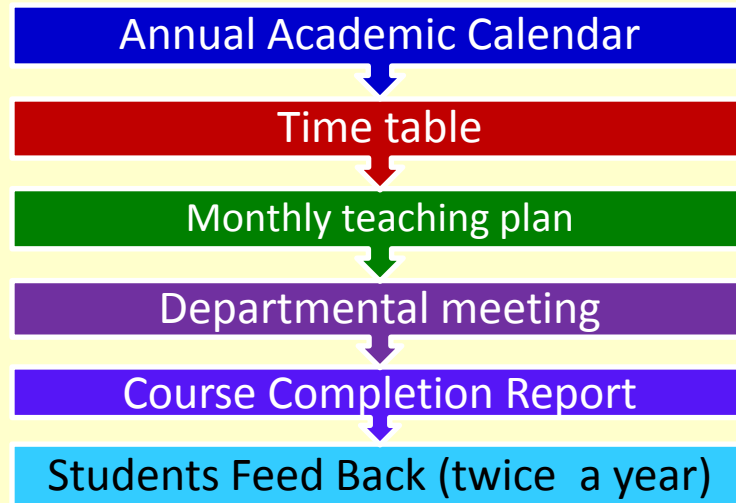 Annual Academic Calendar
Time table
Monthly teaching plan
Departmental meeting
Course Completion Report
Students Feed Back (twice a year)